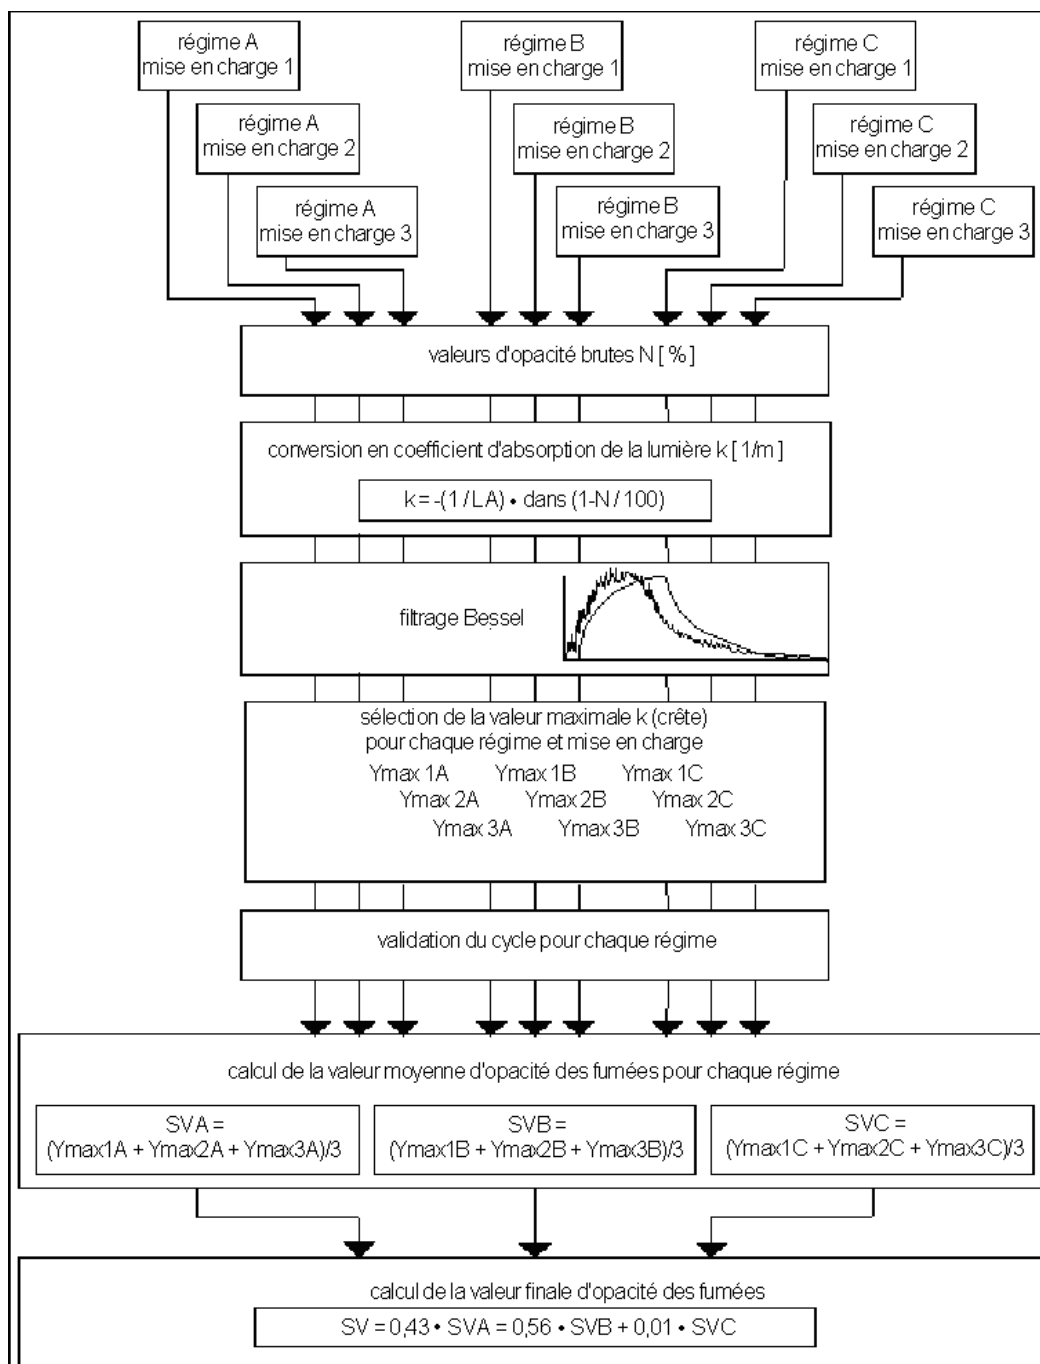 régime A
mise en charge 1
régime B
mise en charge 1
régime C
mise en charge 1
régime A
mise en charge 2
régime B
mise en charge 2
régime C
mise en charge 2
régime A
mise en charge 3
régime B
mise en charge 3
régime C
mise en charge 3
valeurs d'opacité brutes N [ % ]
conversion en coefficient d'absorption de la lumière k [ 1/m ]
k = -(1 / LA) • dans (1-N / 100)
filtrage Bessel
sélection de la valeur maximale k (crête)
pour chaque régime et mise en charge
Ymax 1A Ymax 1B Ymax 1C
Ymax 2A Ymax 2B Ymax 2C
Ymax 3A Ymax 3B Ymax 3C
validation du cycle pour chaque régime
calcul de la valeur moyenne d'opacité des fumées pour chaque régime
SVA =
(Ymax1A + Ymax2A + Ymax3A)/3
SVB =
(Ymax1B + Ymax2B + Ymax3B)/3
SVC =
(Ymax1C + Ymax2C + Ymax3C)/3
calcul de la valeur finale d'opacité des fumées
SV = 0,43 • SVA = 0,56 • SVB + 0,01 • SVC